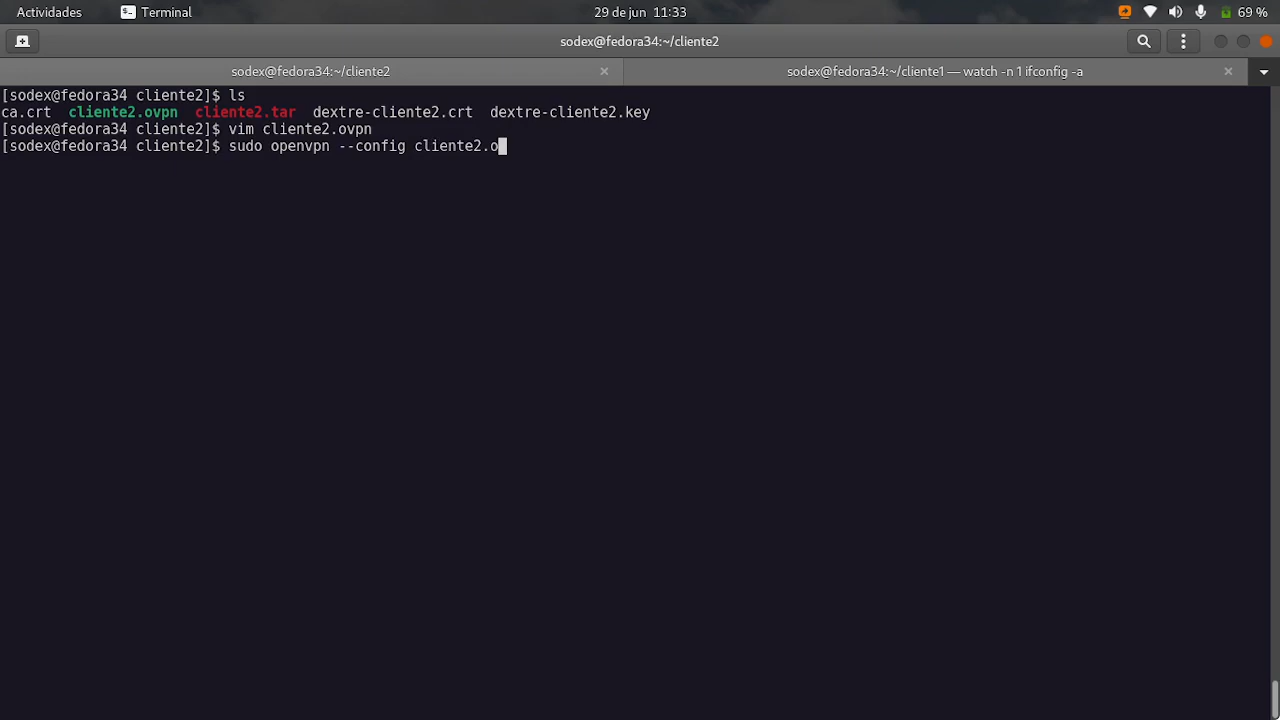 Actividades Terminal 29 de jun 11:33 69 %
sodex@fedora34:~/cliente2
sodex@fedora34:~/cliente2 × sodex@fedora34:~/cliente1 — watch -n 1 ifconfig -a ×
[sodex@fedora34 cliente2]$ ls
ca.crt cliente2.ovpn cliente2.tar dextre-cliente2.crt dextre-cliente2.key
[sodex@fedora34 cliente2]$ vim cliente2.ovpn
[sodex@fedora34 cliente2]$ sudo openvpn --config cliente2.o